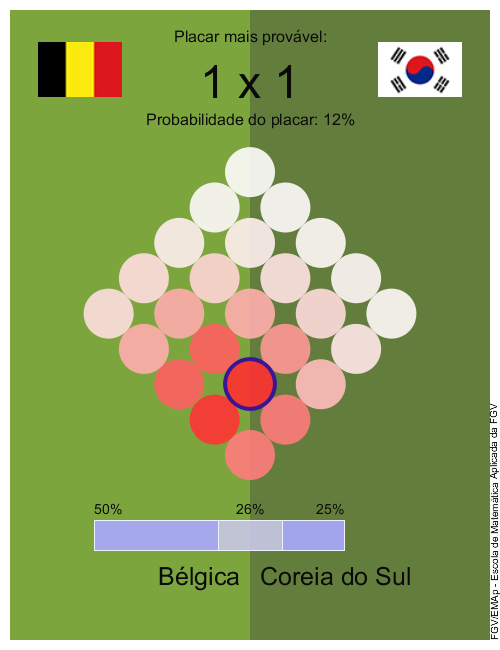 Placar mais provável:
1 x 1
Probabilidade do placar: 12%
50% 26% 25%
Bélgica Coreia do Sul
FGV/EMAp - Escola de Matemática Aplicada da FGV